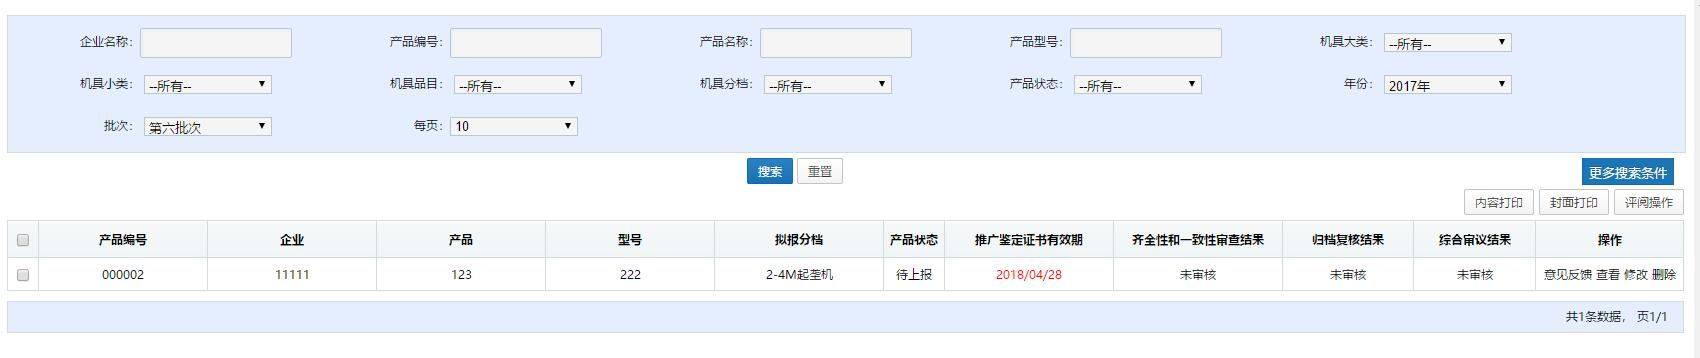 企业名称: 产品编号: 产品名称: 产品型号: 机具大类: --所有--
机具小类: --所有-- 机具品目: --所有-- 机具分档: --所有-- 产品状态: --所有-- 年份: 2017年
批次: 第六批次 每页: 10
搜索 重置 更多搜索条件
内容打印 封面打印 评阅操作
产品编号 企业 产品 型号 拟报分档 产品状态 推广鉴定证书有效期 齐全性和一致性审查结果 归档复核结果 综合审议结果 操作
000002 11111 123 222 2-4M起垄机 待上报 2018/04/28 未审核 未审核 未审核 意见反馈 查看 修改 删除
共1条数据, 页1/1